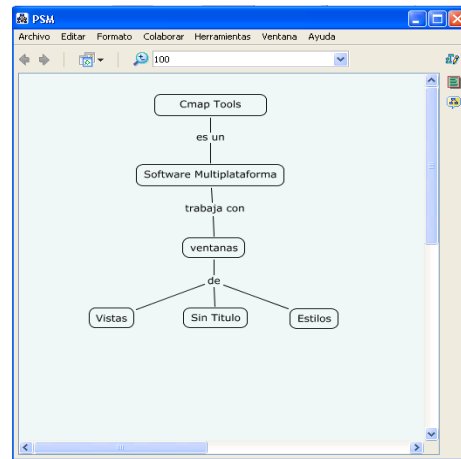 PSM
Archivo Editar Formato Colaborar Herramientas Ventana Ayuda
100
Cmap Tools
es un
Software Multiplataforma
trabaja con
ventanas
de
Vistas Sin Titulo Estilos